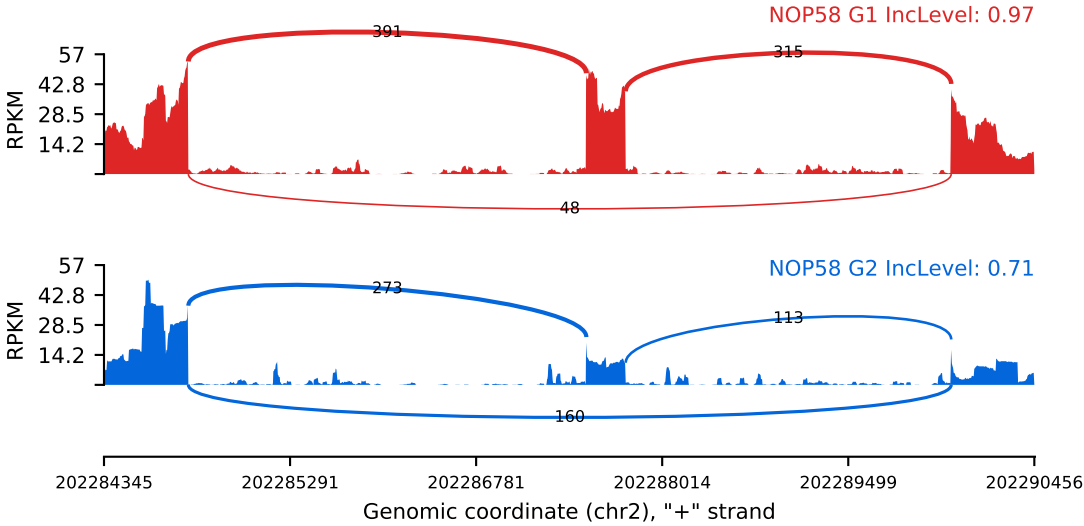 NOP58 G1 IncLevel: 0.97
391
315
57
42.8
28.5
14.2
RPKM
48
NOP58 G2 IncLevel: 0.71
57
273
42.8
113
28.5
14.2
RPKM
160
202284345 202285291 202286781 202288014 202289499 202290456
Genomic coordinate (chr2), "+" strand